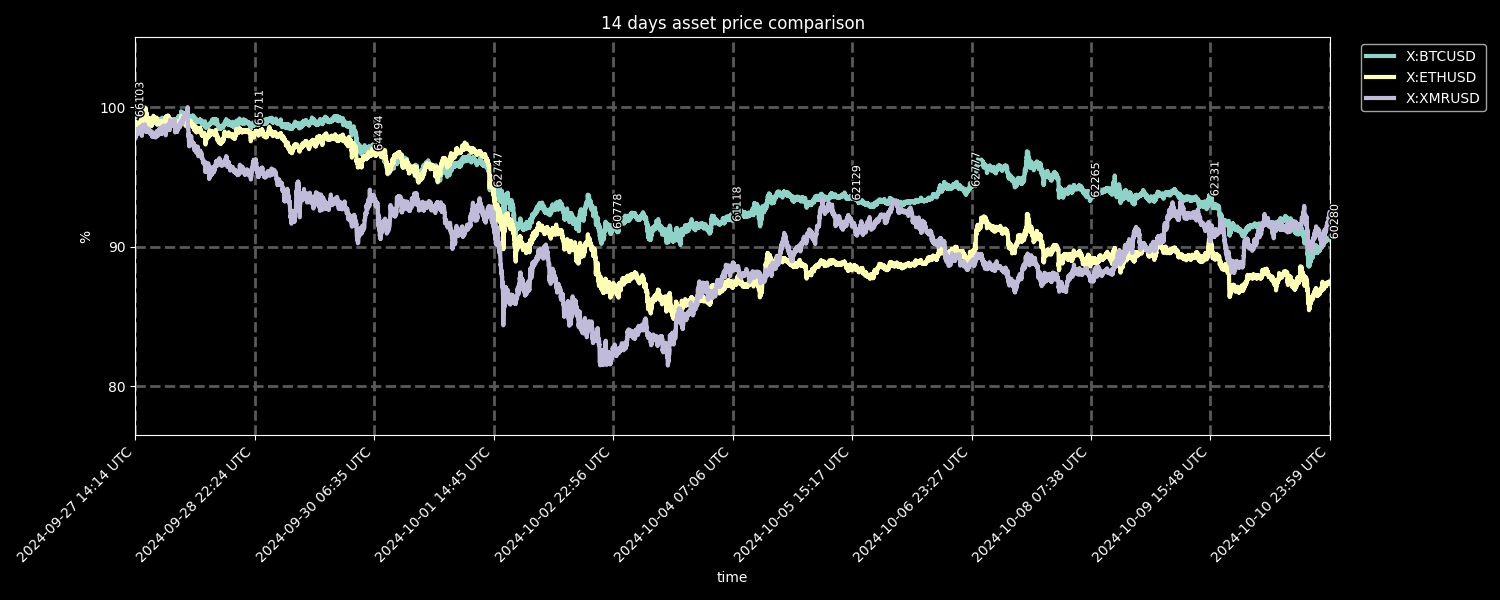 14 days asset price comparison
X:BTCUSD
X:ETHUSD
X:XMRUSD
100
90
80
%
66103
65711
64494
62747
60778
61118
62129
62777
62265
62331
60280
2024-09-27 14:14 UTC
2024-09-28 22:24 UTC
2024-09-30 06:35 UTC
2024-10-01 14:45 UTC
2024-10-02 22:56 UTC
2024-10-04 07:06 UTC
2024-10-05 15:17 UTC
2024-10-06 23:27 UTC
2024-10-08 07:38 UTC
2024-10-09 15:48 UTC
2024-10-10 23:59 UTC
time